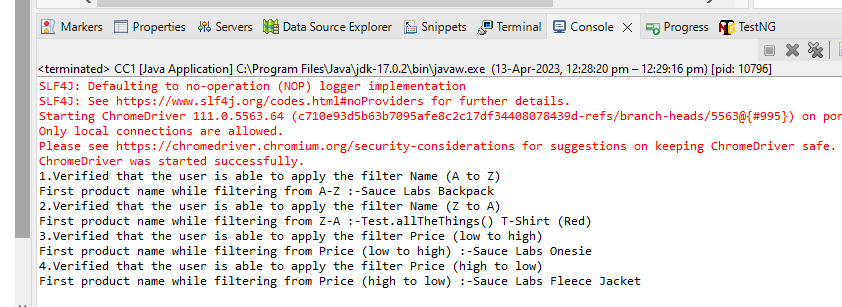 Markers Properties Servers Data Source Explorer Snippets Terminal Console Progress TestNG
<terminated> CC1 [Java Application] C:\Program Files\Java\jdk-17.0.2\bin\javaw.exe (13-Apr-2023, 12:28:20 pm – 12:29:16 pm) [pid: 10796]
SLF4J: Defaulting to no-operation (NOP) logger implementation
SLF4J: See https://www.slf4j.org/codes.html#noProviders for further details.
Starting ChromeDriver 111.0.5563.64 (c710e93d5b63b7095afe8c2c17df34408078439d-refs/branch-heads/5563@{#995}) on por
Only local connections are allowed.
Please see https://chromedriver.chromium.org/security-considerations for suggestions on keeping ChromeDriver safe.
ChromeDriver was started successfully.
1.Verified that the user is able to apply the filter Name (A to Z)
First product name while filtering from A-Z :-Sauce Labs Backpack
2.Verified that the user is able to apply the filter Name (Z to A)
First product name while filtering from Z-A :-Test.allTheThings() T-Shirt (Red)
3.Verified that the user is able to apply the filter Price (low to high)
First product name while filtering from Price (low to high) :-Sauce Labs Onesie
4.Verified that the user is able to apply the filter Price (high to low)
First product name while filtering from Price (high to low) :-Sauce Labs Fleece Jacket